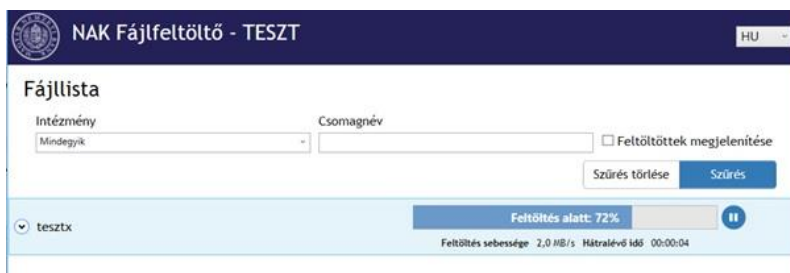 NAK Fájlfeltöltő - TESZT
HU
Fájllista
Intézmény
Csomagnév
Mindegyik
Feltöltöttek megjelenítése
Szűrés törlése
Szűrés
tesztx
Feltöltés alatt: 72%
Feltöltés sebessége 2,0 MB/s Hátralévő idő 00:00:04